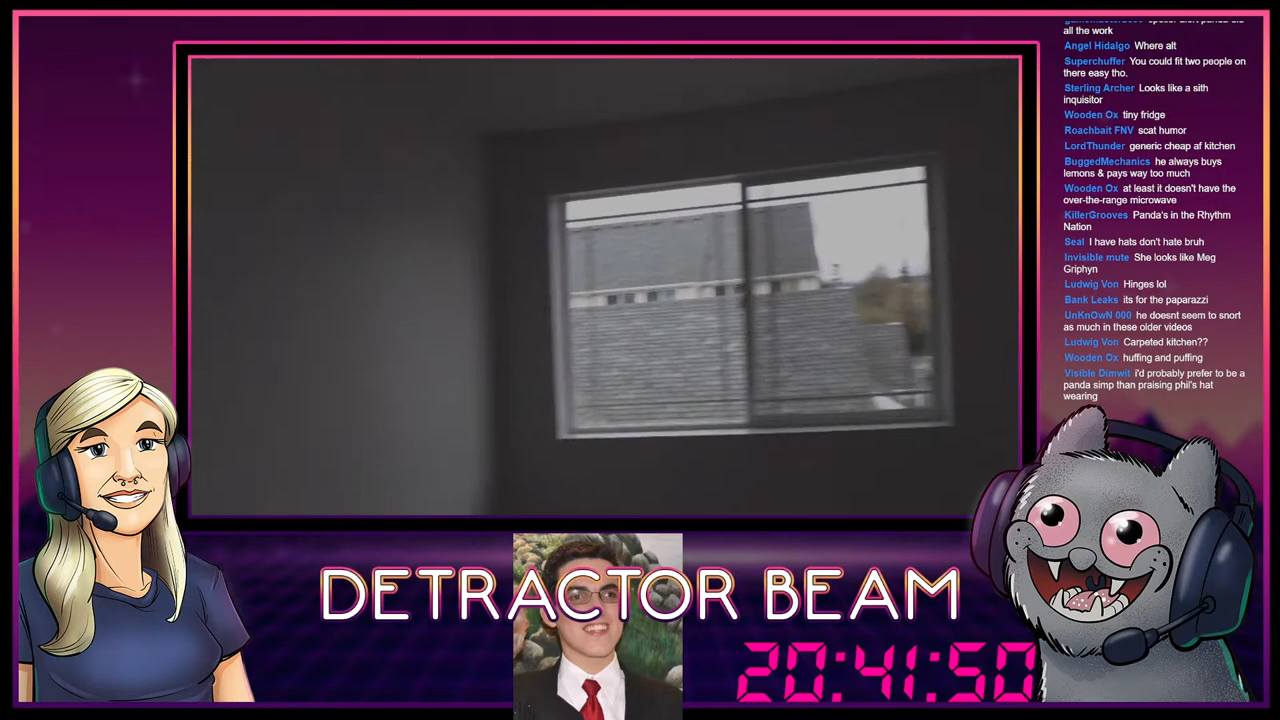 all the work
Angel Hidalgo Where alt
Superchuffer You could fit two people on
there easy tho.
Sterling Archer Looks like a sith
inquisitor
Wooden Ox tiny fridge
Roachbait FNV scat humor
LordThunder generic cheap af kitchen
BuggedMechanics he always buys
lemons & pays way too much
Wooden Ox at least it doesn't have the
over-the-range microwave
KillerGrooves Panda's in the Rhythm
Nation
Seal I have hats don't hate bruh
Invisible mute She looks like Meg
Griphyn
Ludwig Von Hinges lol
Bank Leaks its for the paparazzi
UnKnOwN 000 he doesnt seem to snort
as much in these older videos
Ludwig Von Carpeted kitchen??
Wooden Ox huffing and puffing
Visible Dimwit i'd probably prefer to be a
panda simp than praising phil's hat
wearing
DETRACTOR BEAM
20:41:50